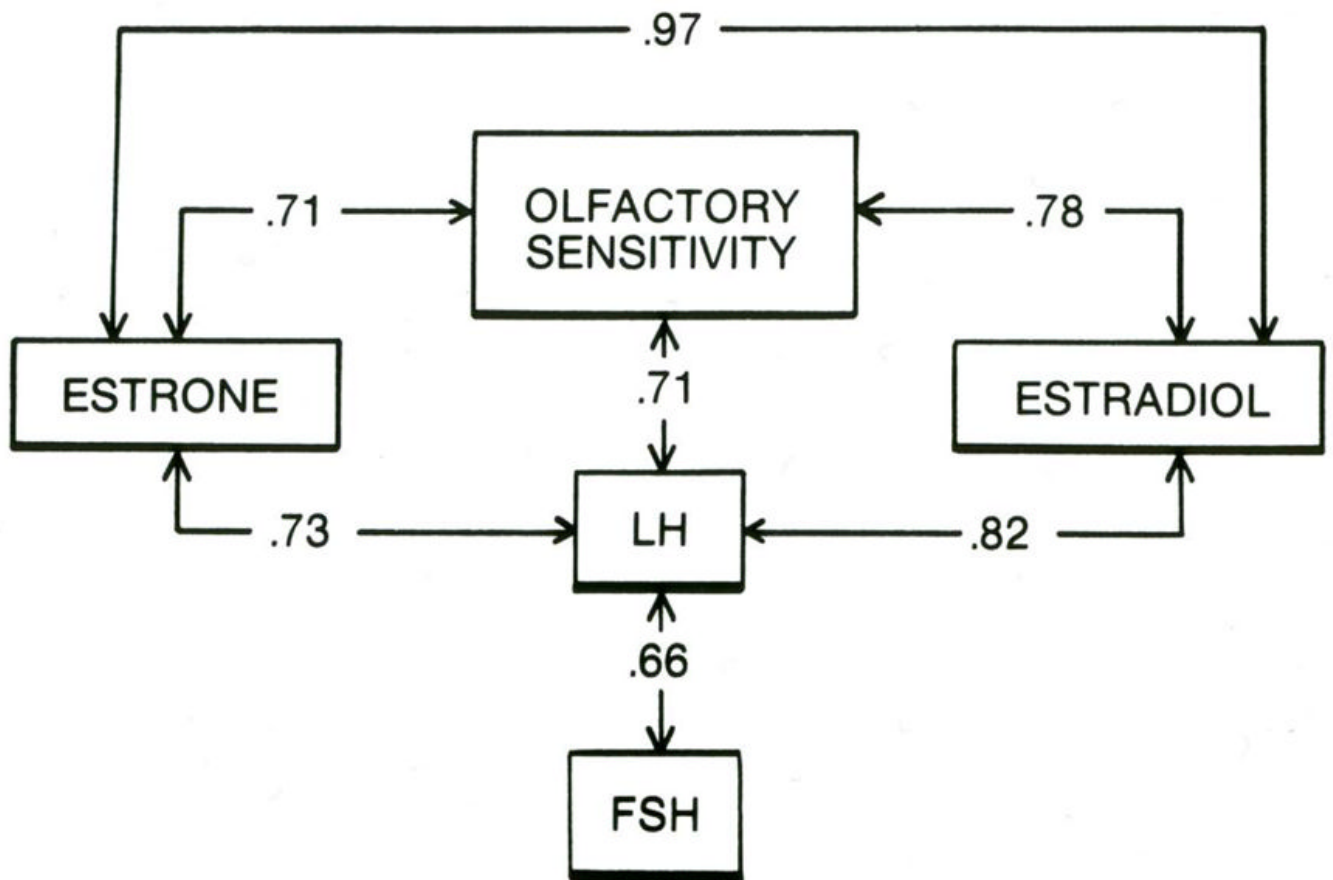 .97
OLFACTORY
SENSITIVITY
.71
.78
ESTRONE
.71
ESTRADIOL
.73
LH
.82
.66
FSH